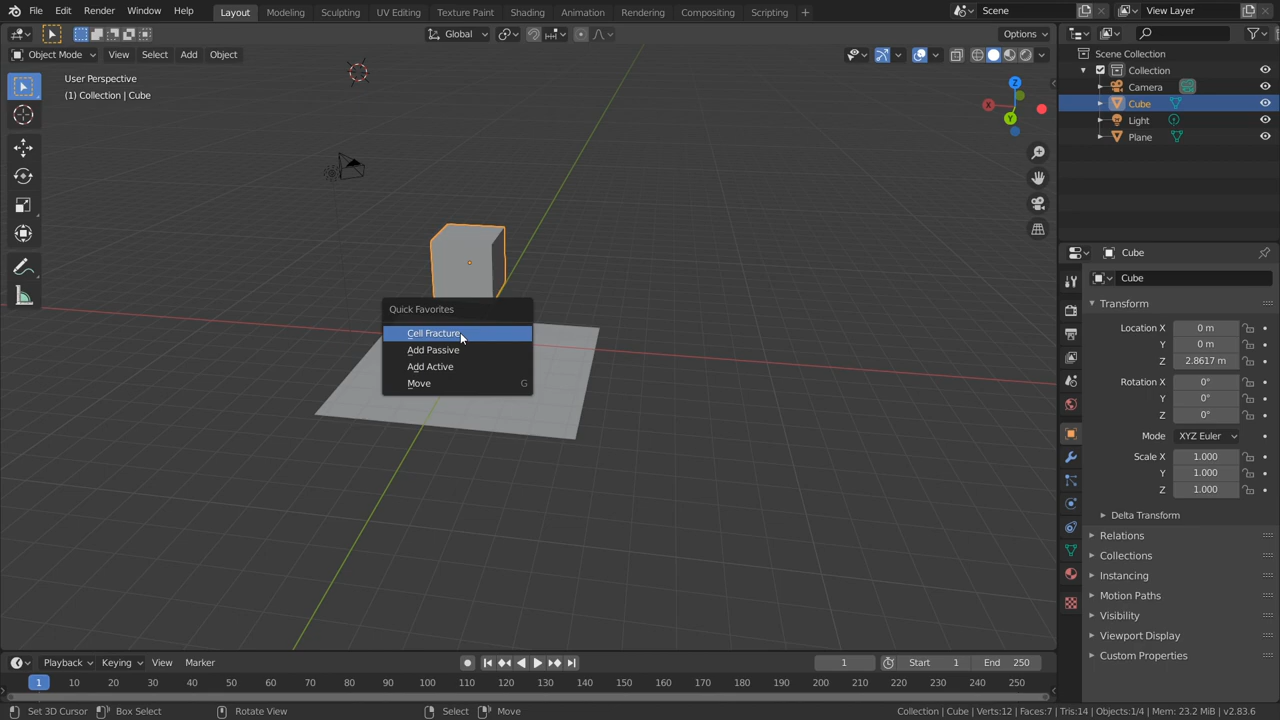 File Edit Render Window Help Layout Modeling Sculpting UV Editing Texture Paint Shading Animation Rendering Compositing Scripting + Scene View Layer
Global Options
Object Mode View Select Add Object
Scene Collection
Collection
Camera
Cube
Light
Plane
User Perspective
(1) Collection | Cube
Z
X
Y
Quick Favorites
Cell Fracture
Add Passive
Add Active
Move G
Cube
Cube
Transform
Location X 0 m
Y 0 m
Z 2.8617 m
Rotation X 0°
Y 0°
Z 0°
Mode XYZ Euler
Scale X 1.000
Y 1.000
Z 1.000
Delta Transform
Relations
Collections
Instancing
Motion Paths
Visibility
Viewport Display
Custom Properties
Playback Keying View Marker 1 Start 1 End 250
1 10 20 30 40 50 60 70 80 90 100 110 120 130 140 150 160 170 180 190 200 210 220 230 240 250
Set 3D Cursor Box Select Rotate View Select Move Collection | Cube | Verts:12 | Faces:7 | Tris:14 | Objects:1/4 | Mem: 23.2 MiB | v2.83.6